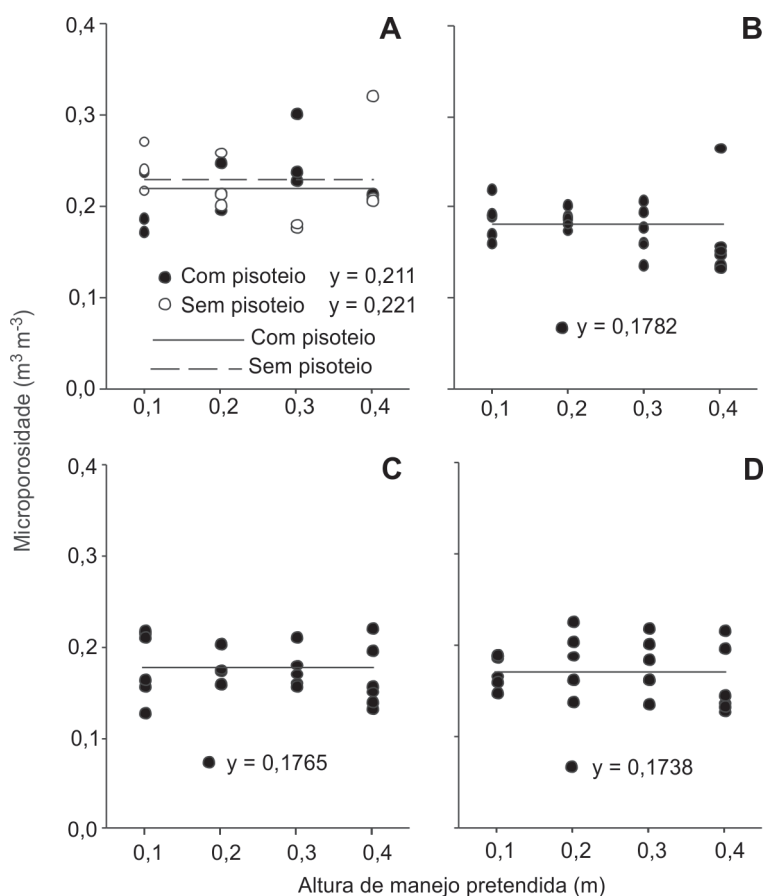 Microporosidade (m³ m⁻³)
A
0,4
0,3
0,2
0,1
0,0
Com pisoteio y = 0,211
Sem pisoteio y = 0,221
Com pisoteio
Sem pisoteio
0,1 0,2 0,3 0,4
B
y = 0,1782
0,1 0,2 0,3 0,4
C
0,4
0,3
0,2
0,1
0,0
y = 0,1765
0,1 0,2 0,3 0,4
D
y = 0,1738
0,1 0,2 0,3 0,4
Altura de manejo pretendida (m)